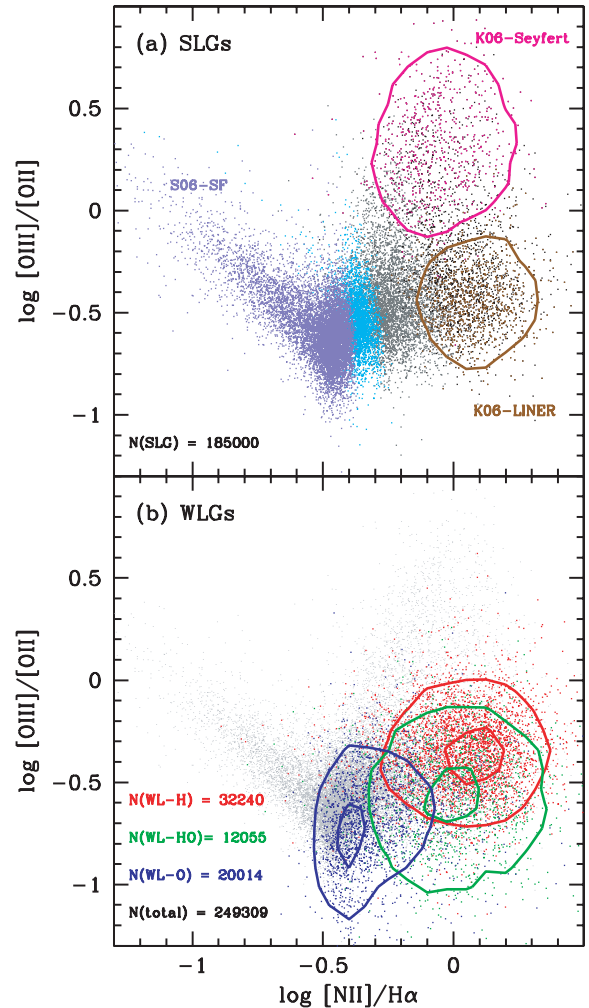 (a) SLGs
K06-Seyfert
S06-SF
K06-LINER
N(SLG) = 185000
log [OIII]/[OII]
0.5
0
−0.5
−1
(b) WLGs
N(WL-H) = 32240
N(WL-HO)= 12055
N(WL-O) = 20014
N(total) = 249309
log [OIII]/[OII]
0.5
0
−0.5
−1
−1 −0.5 0
log [NII]/Hα